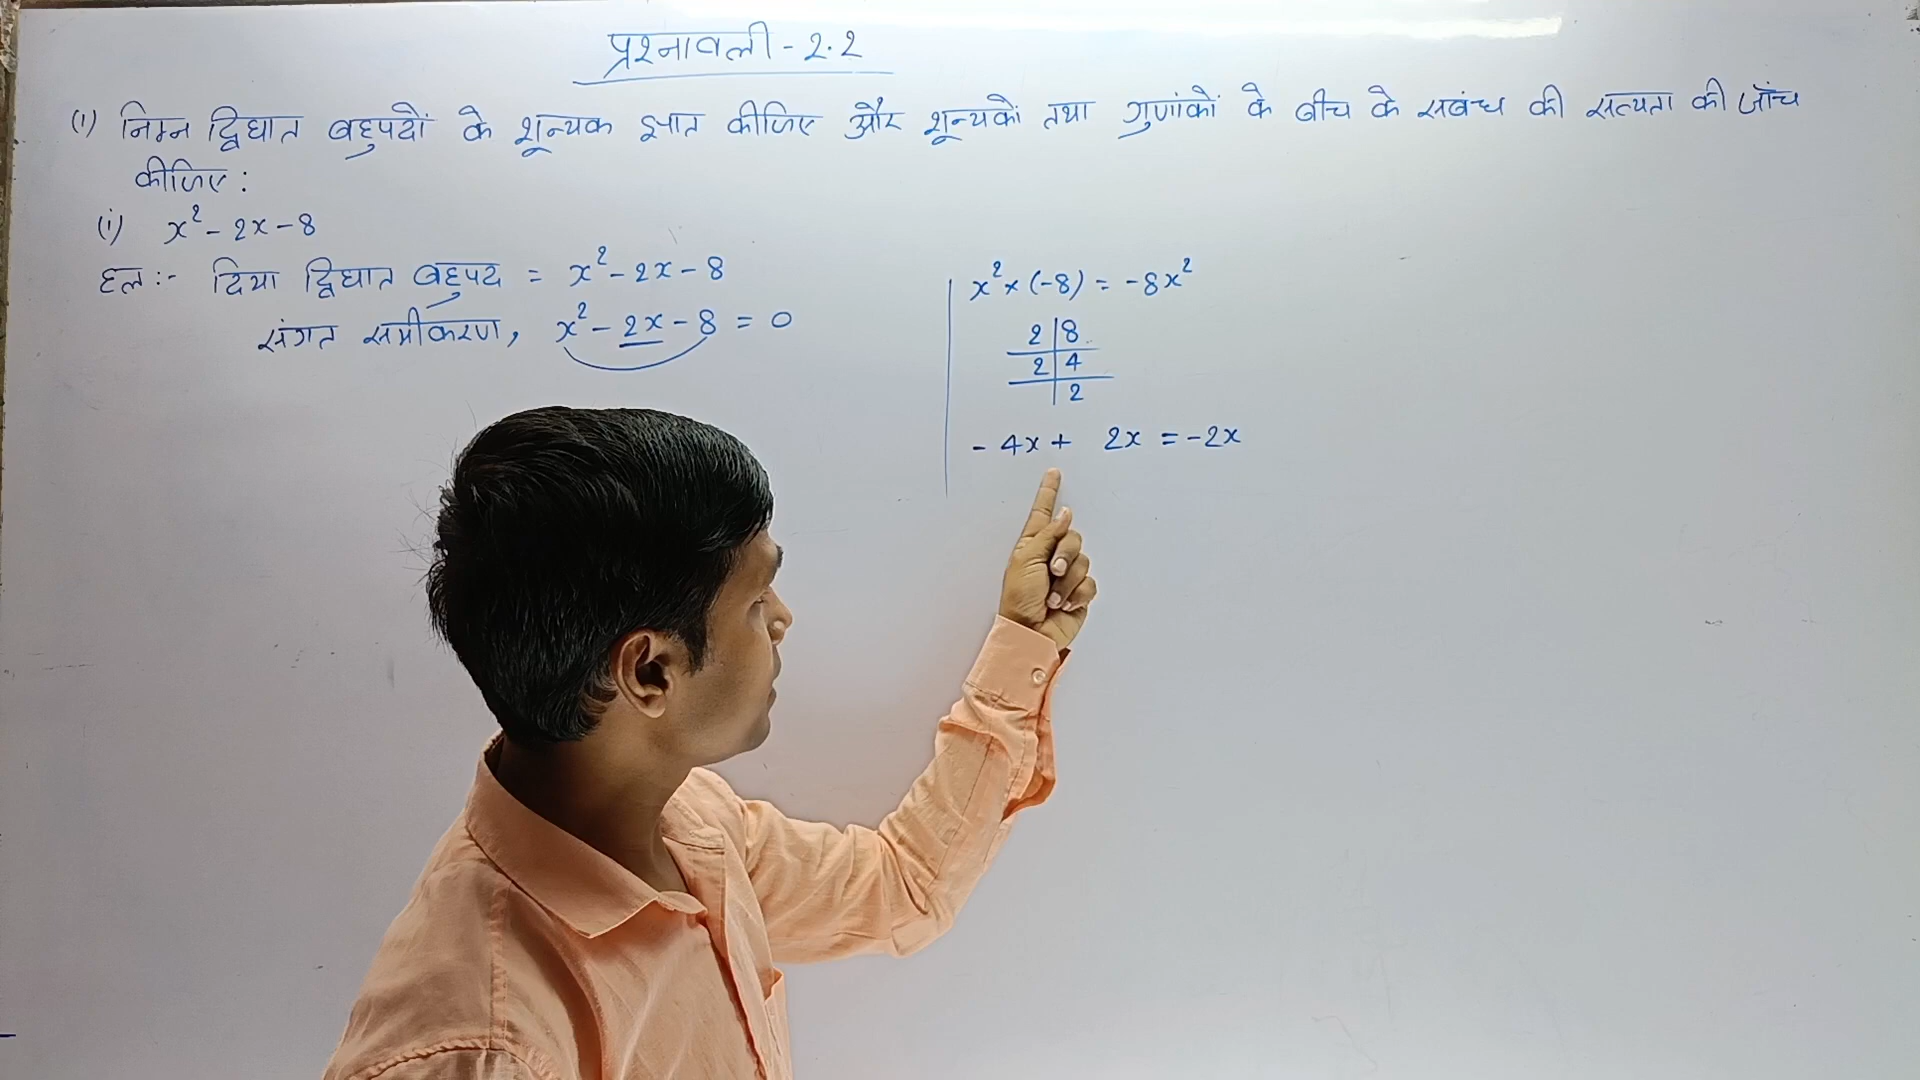 प्रश्नावली - 2.2
(1) निम्न द्विघात बहुपदों के शून्यक ज्ञात कीजिए और शून्यकों तथा गुणांकों के बीच के सबंध की सत्यता की जाँच
कीजिए:
(i) x² - 2x - 8
हल:- दिया द्विघात बहुपद = x² - 2x - 8
संगत समीकरण, x² - 2x - 8 = 0
x² × (-8) = -8x²
2 | 8
2 | 4
2
- 4x + 2x = -2x